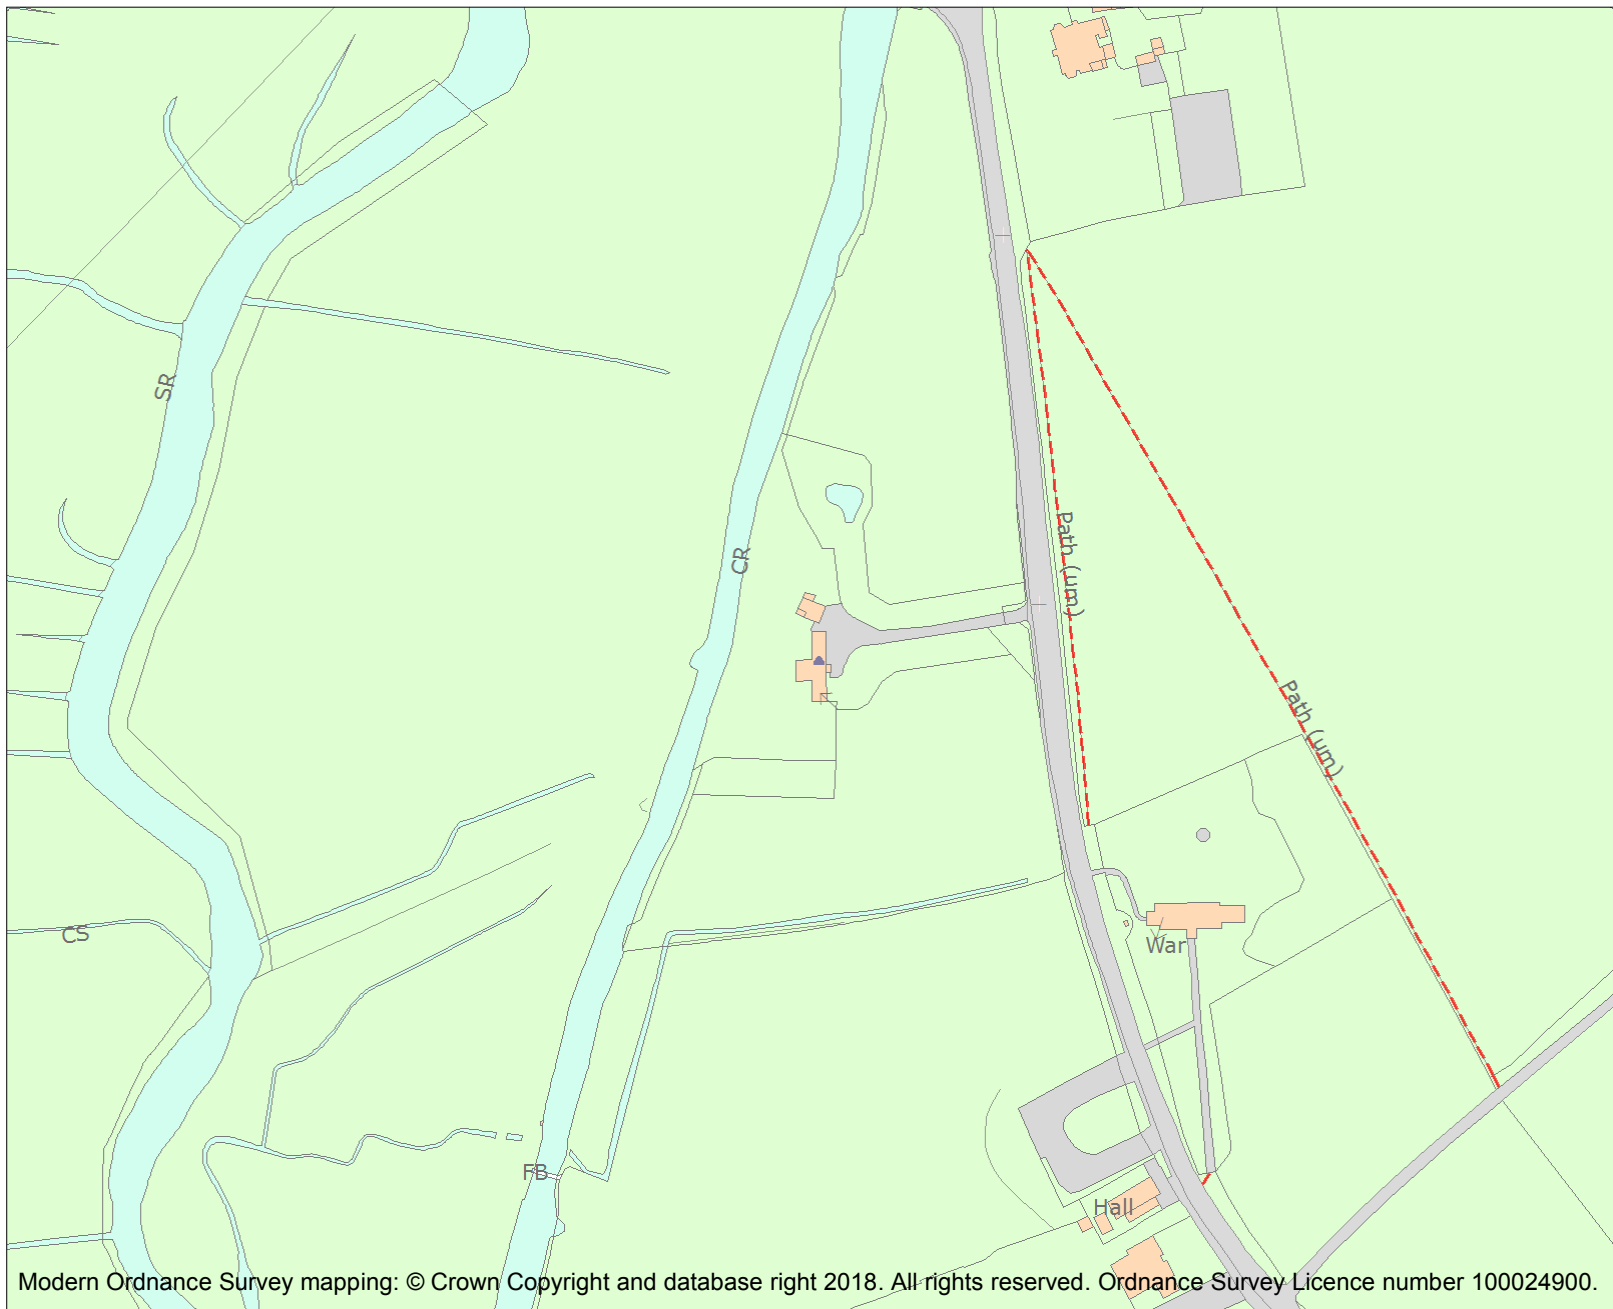 SR
Path (um)
CR
Path (um)
CS
War
FB
Hall
Modern Ordnance Survey mapping: © Crown Copyright and database right 2018. All rights reserved. Ordnance Survey Licence number 100024900.